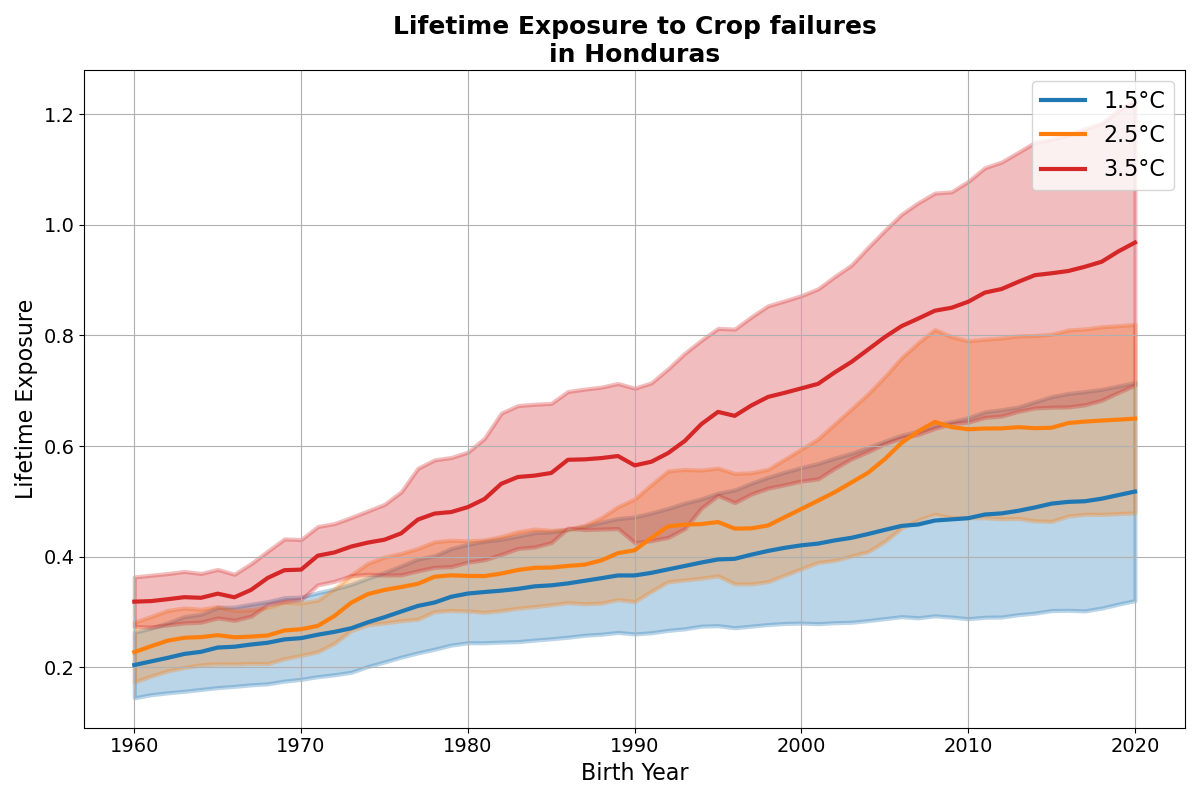 Lifetime Exposure to Crop failures
in Honduras
1.5°C
2.5°C
3.5°C
Lifetime Exposure
1.2
1.0
0.8
0.6
0.4
0.2
1960 1970 1980 1990 2000 2010 2020
Birth Year